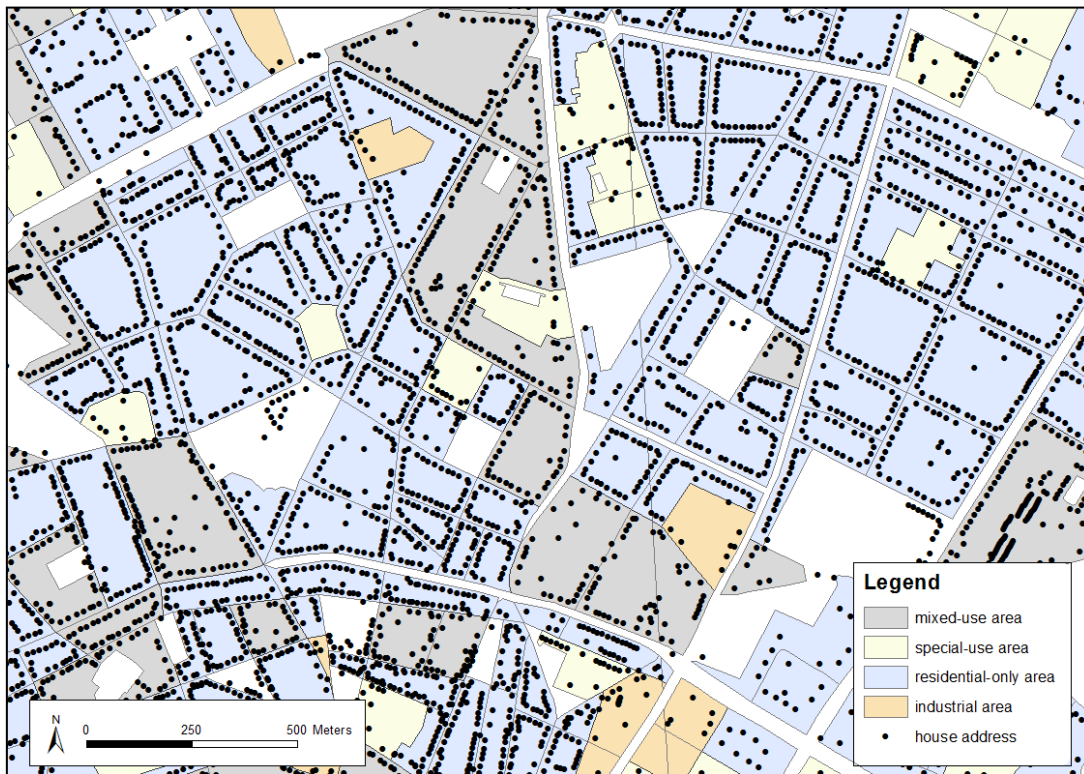 Legend
mixed-use area
special-use area
residential-only area
industrial area
house address
N
0 250 500 Meters